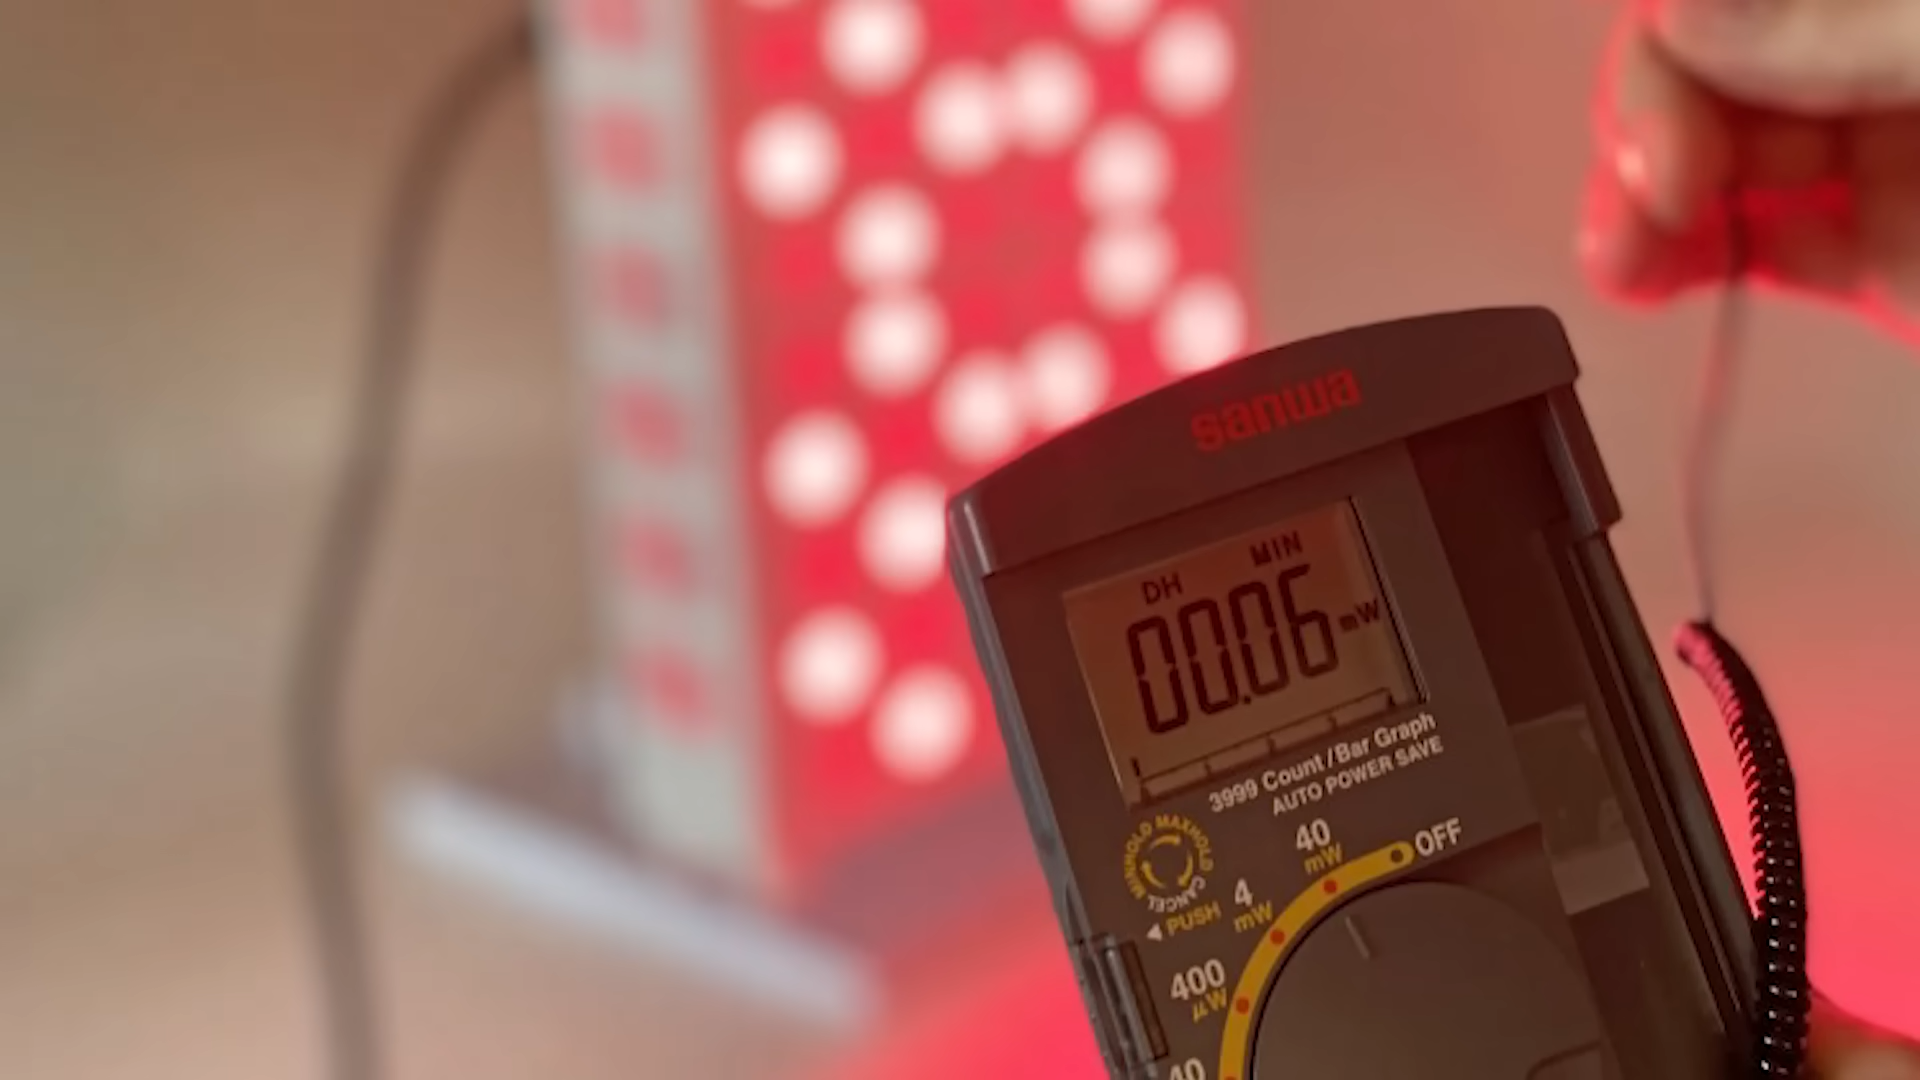 sanwa
DH MIN
00.06 mW
3999 Count/Bar Graph
AUTO POWER SAVE
MINHOLD MAXHOLD CANCEL
◄PUSH
OFF
40
mW
4
mW
400
μW
40